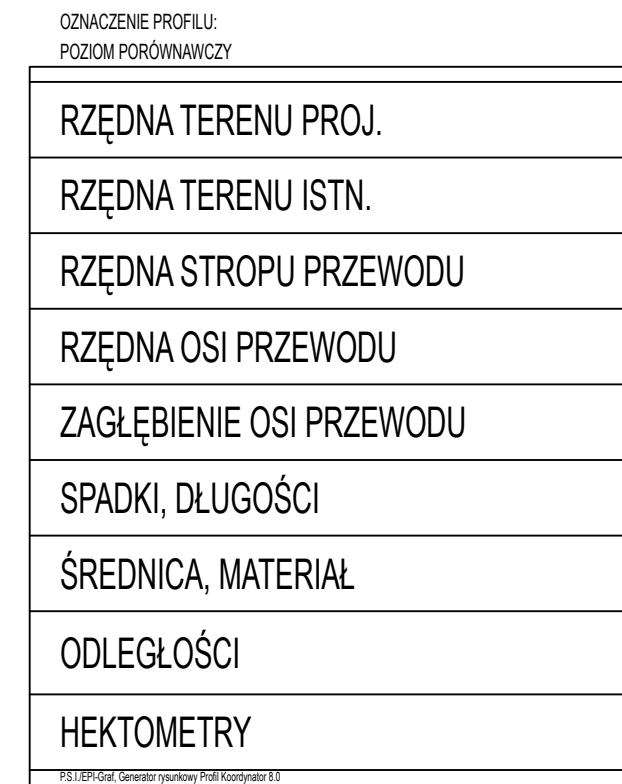 OZNACZENIE PROFILU:
POZIOM PORÓWNAWCZY
RZĘDNA TERENU PROJ.
RZĘDNA TERENU ISTN.
RZĘDNA STROPU PRZEWODU
RZĘDNA OSI PRZEWODU
ZAGŁĘBIENIE OSI PRZEWODU
SPADKI, DŁUGOŚCI
ŚREDNICA, MATERIAŁ
ODLEGŁOŚCI
HEKTOMETRY
P.S.I./EPI-Graf, Generator rysunkowy Profil Koordynator 8.0